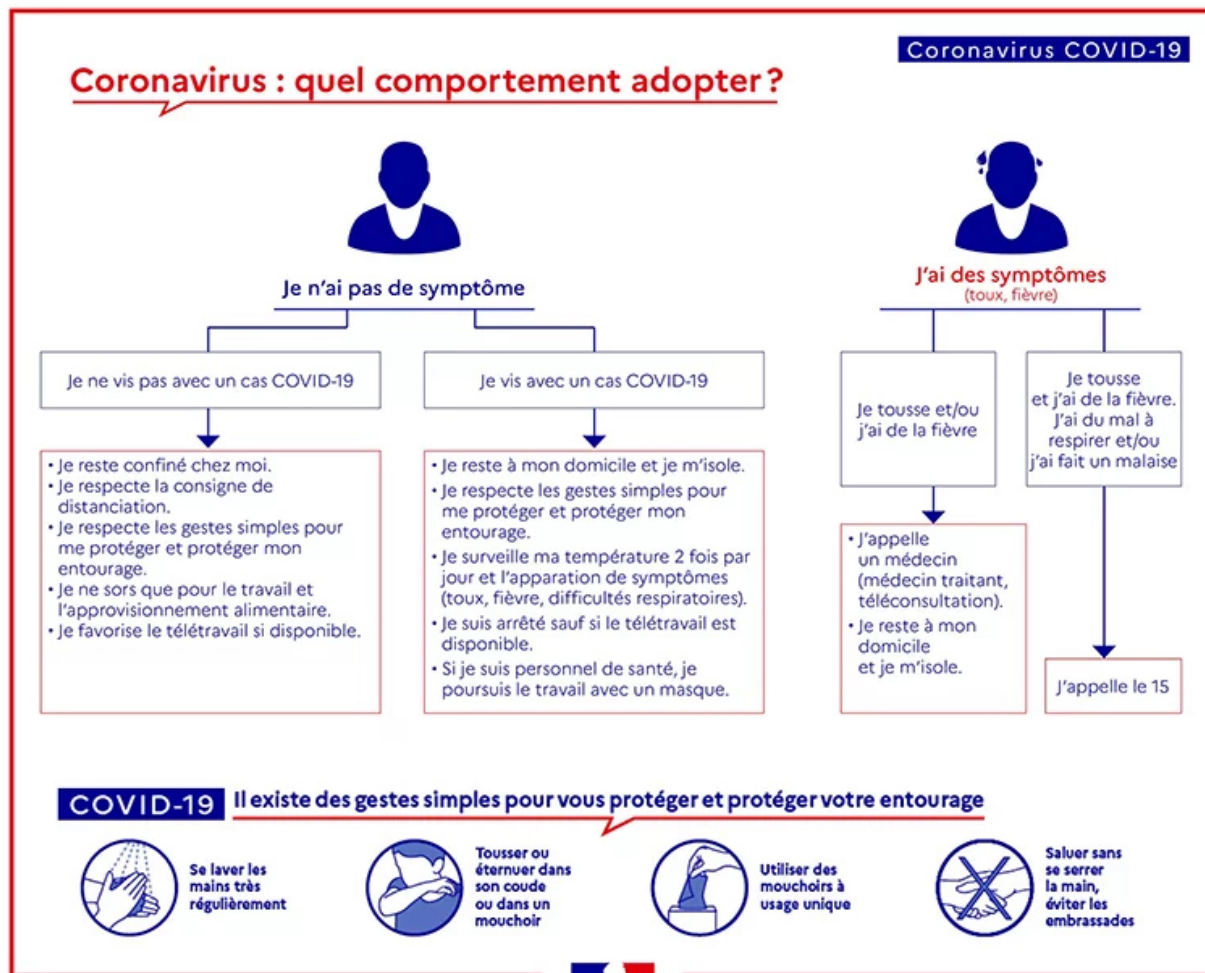 Coronavirus COVID-19
Coronavirus : quel comportement adopter ?
Je n'ai pas de symptôme
Je ne vis pas avec un cas COVID-19
• Je reste confiné chez moi.
• Je respecte la consigne de
distanciation.
• Je respecte les gestes simples pour
me protéger et protéger mon
entourage.
• Je ne sors que pour le travail et
l'approvisionnement alimentaire.
• Je favorise le télétravail si disponible.
Je vis avec un cas COVID-19
• Je reste à mon domicile et je m'isole.
• Je respecte les gestes simples pour
me protéger et protéger mon
entourage.
• Je surveille ma température 2 fois par
jour et l'apparation de symptômes
(toux, fièvre, difficultés respiratoires).
• Je suis arrêté sauf si le télétravail est
disponible.
• Si je suis personnel de santé, je
poursuis le travail avec un masque.
J'ai des symptômes
(toux, fièvre)
Je tousse et/ou
j'ai de la fièvre
• J'appelle
un médecin
(médecin traitant,
téléconsultation).
• Je reste à mon
domicile
et je m'isole.
Je tousse
et j'ai de la fièvre.
J'ai du mal à
respirer et/ou
j'ai fait un malaise
J'appelle le 15
COVID-19 Il existe des gestes simples pour vous protéger et protéger votre entourage
Se laver les
mains très
régulièrement
Tousser ou
éternuer dans
son coude
ou dans un
mouchoir
Utiliser des
mouchoirs à
usage unique
Saluer sans
se serrer
la main,
éviter les
embrassades